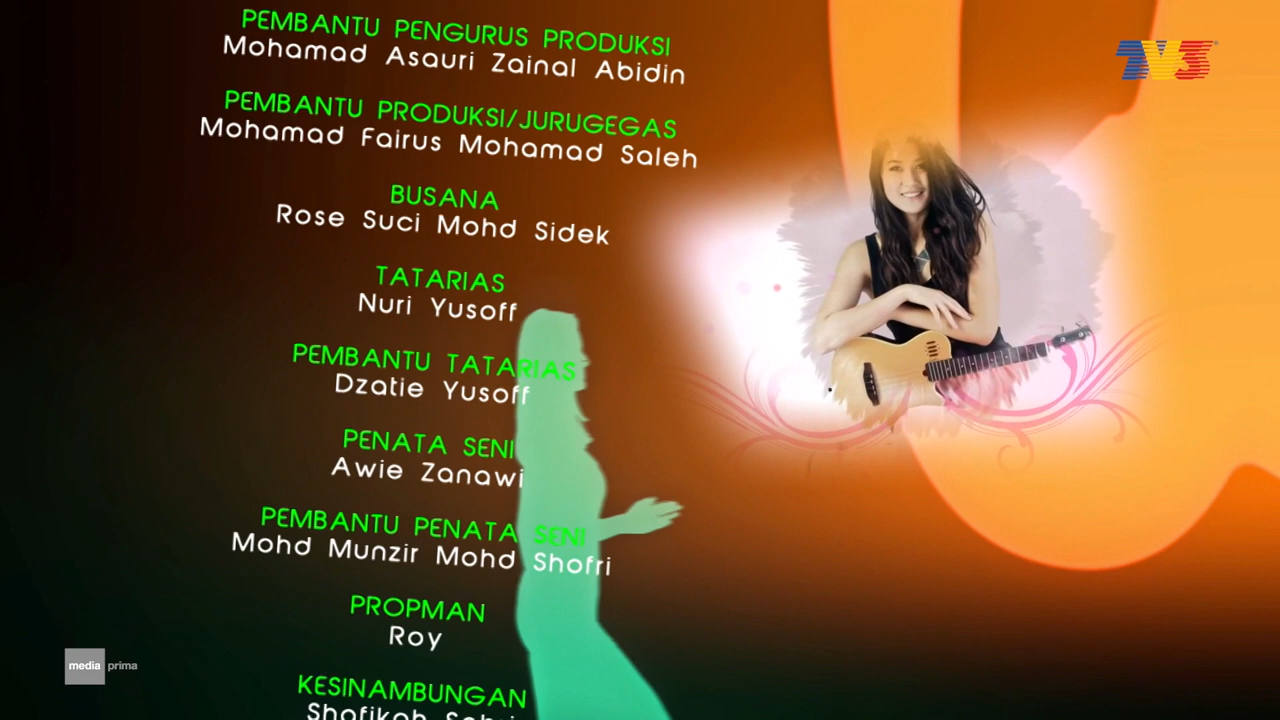 PEMBANTU PENGURUS PRODUKSI
Mohamad Asauri Zainal Abidin
TV3
PEMBANTU PRODUKSI/JURUGEGAS
Mohamad Fairus Mohamad Saleh
BUSANA
Rose Suci Mohd Sidek
TATARIAS
Nuri Yusoff
PEMBANTU TATARIAS
Dzatie Yusoff
PENATA SENI
Awie Zanawi
PEMBANTU PENATA SENI
Mohd Munzir Mohd Shofri
PROPMAN
Roy
media prima
KESINAMBUNGAN
Shafikah